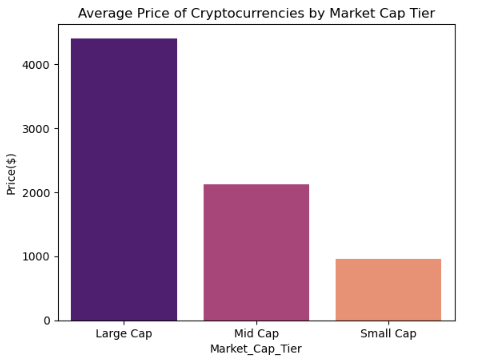 Average Price of Cryptocurrencies by Market Cap Tier
Price($)
4000
3000
2000
1000
0
Large Cap Mid Cap Small Cap
Market_Cap_Tier